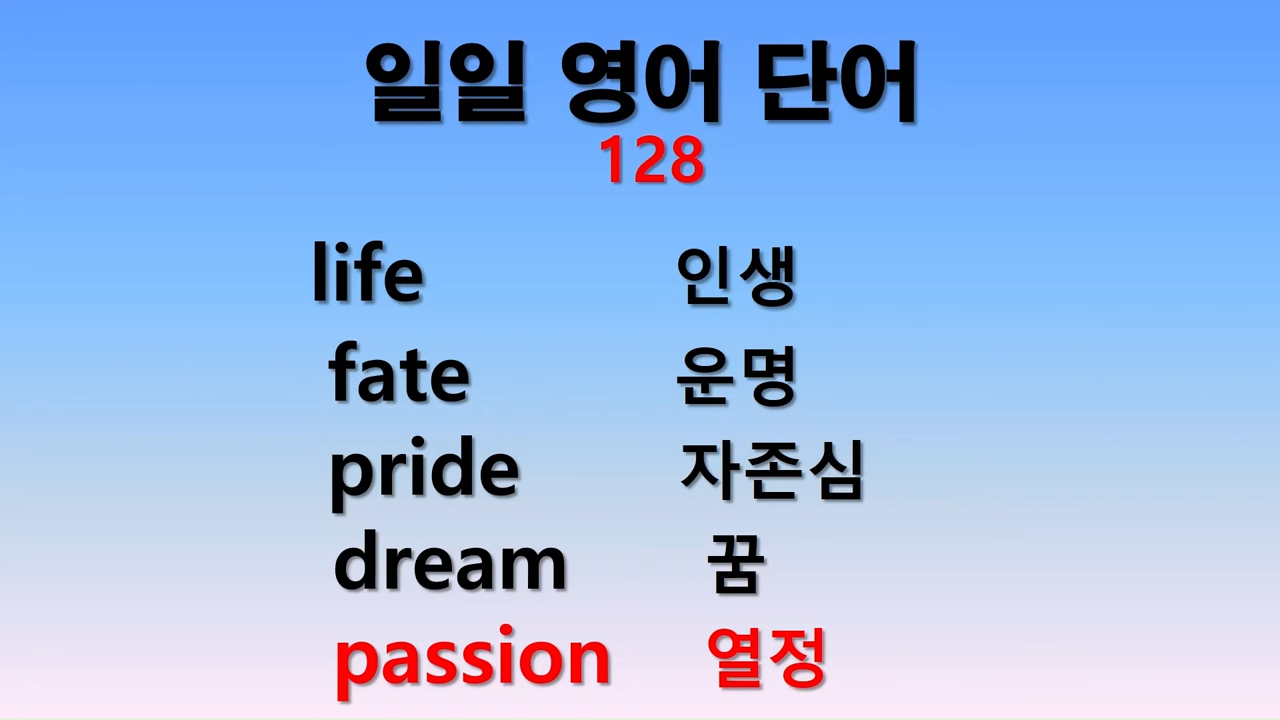 일일 영어 단어
128
life 인생
fate 운명
pride 자존심
dream 꿈
passion 열정